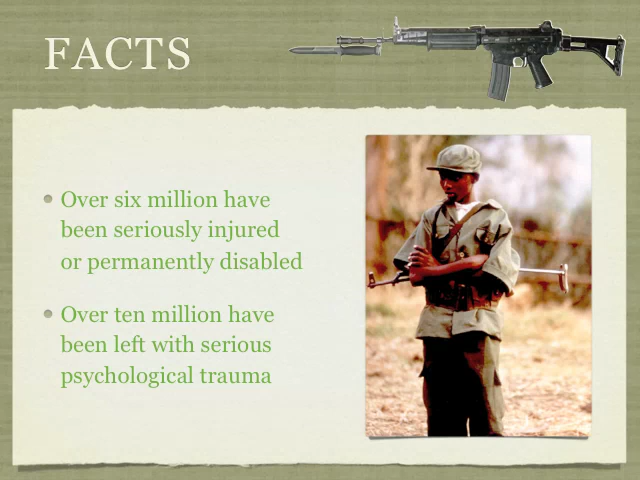 FACTS
Over six million have
been seriously injured
or permanently disabled
Over ten million have
been left with serious
psychological trauma